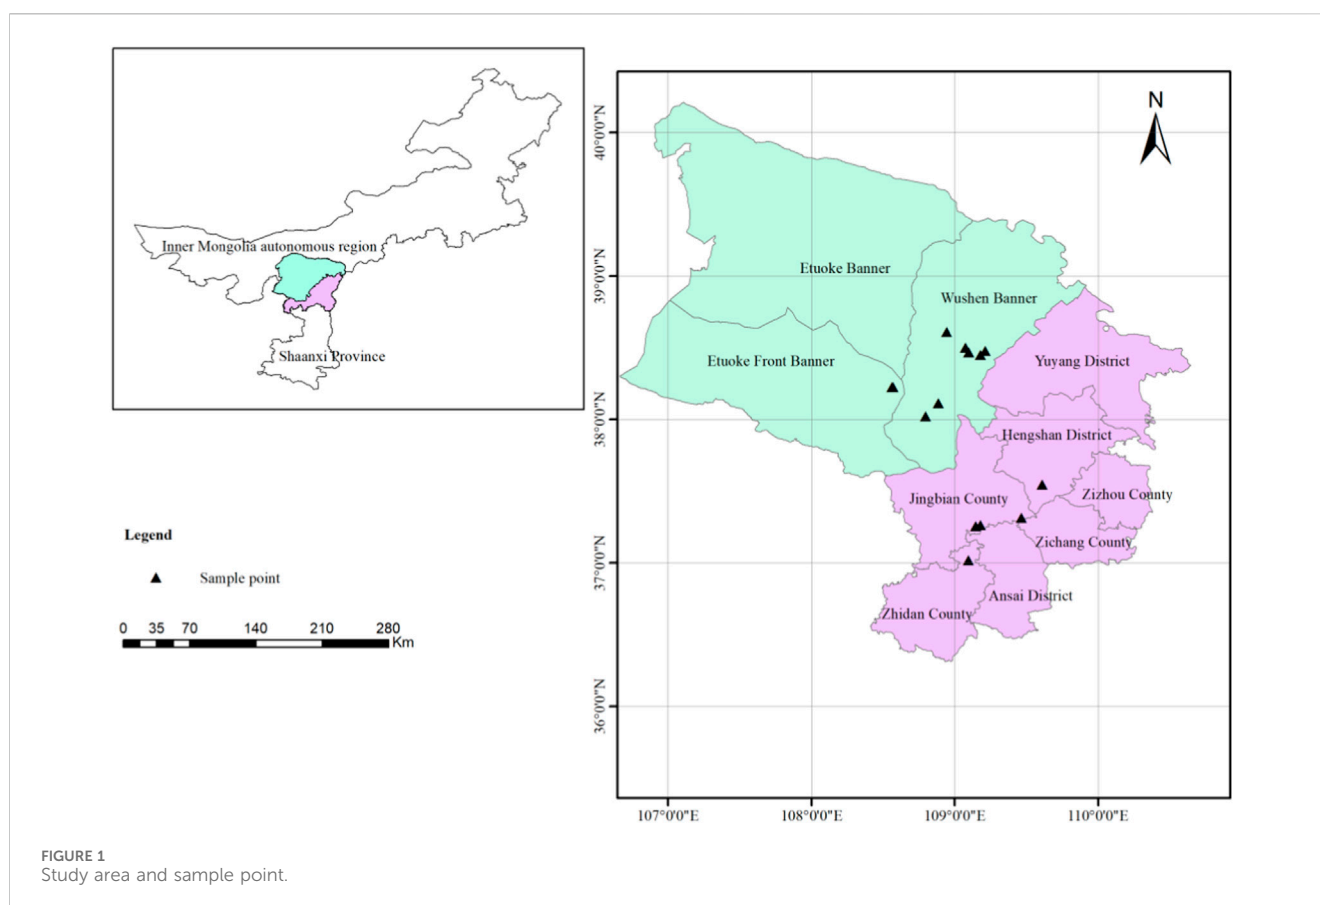 Inner Mongolia autonomous region
Shaanxi Province
N
40°0'0"N
39°0'0"N
38°0'0"N
37°0'0"N
36°0'0"N
Etuoke Banner
Wushen Banner
Etuoke Front Banner
Yuyang District
Hengshan District
Jingbian County
Zizhou County
Zichang County
Ansai District
Zhidan County
107°0'0"E 108°0'0"E 109°0'0"E 110°0'0"E
Legend
Sample point
0 35 70 140 210 280
Km
FIGURE 1
Study area and sample point.